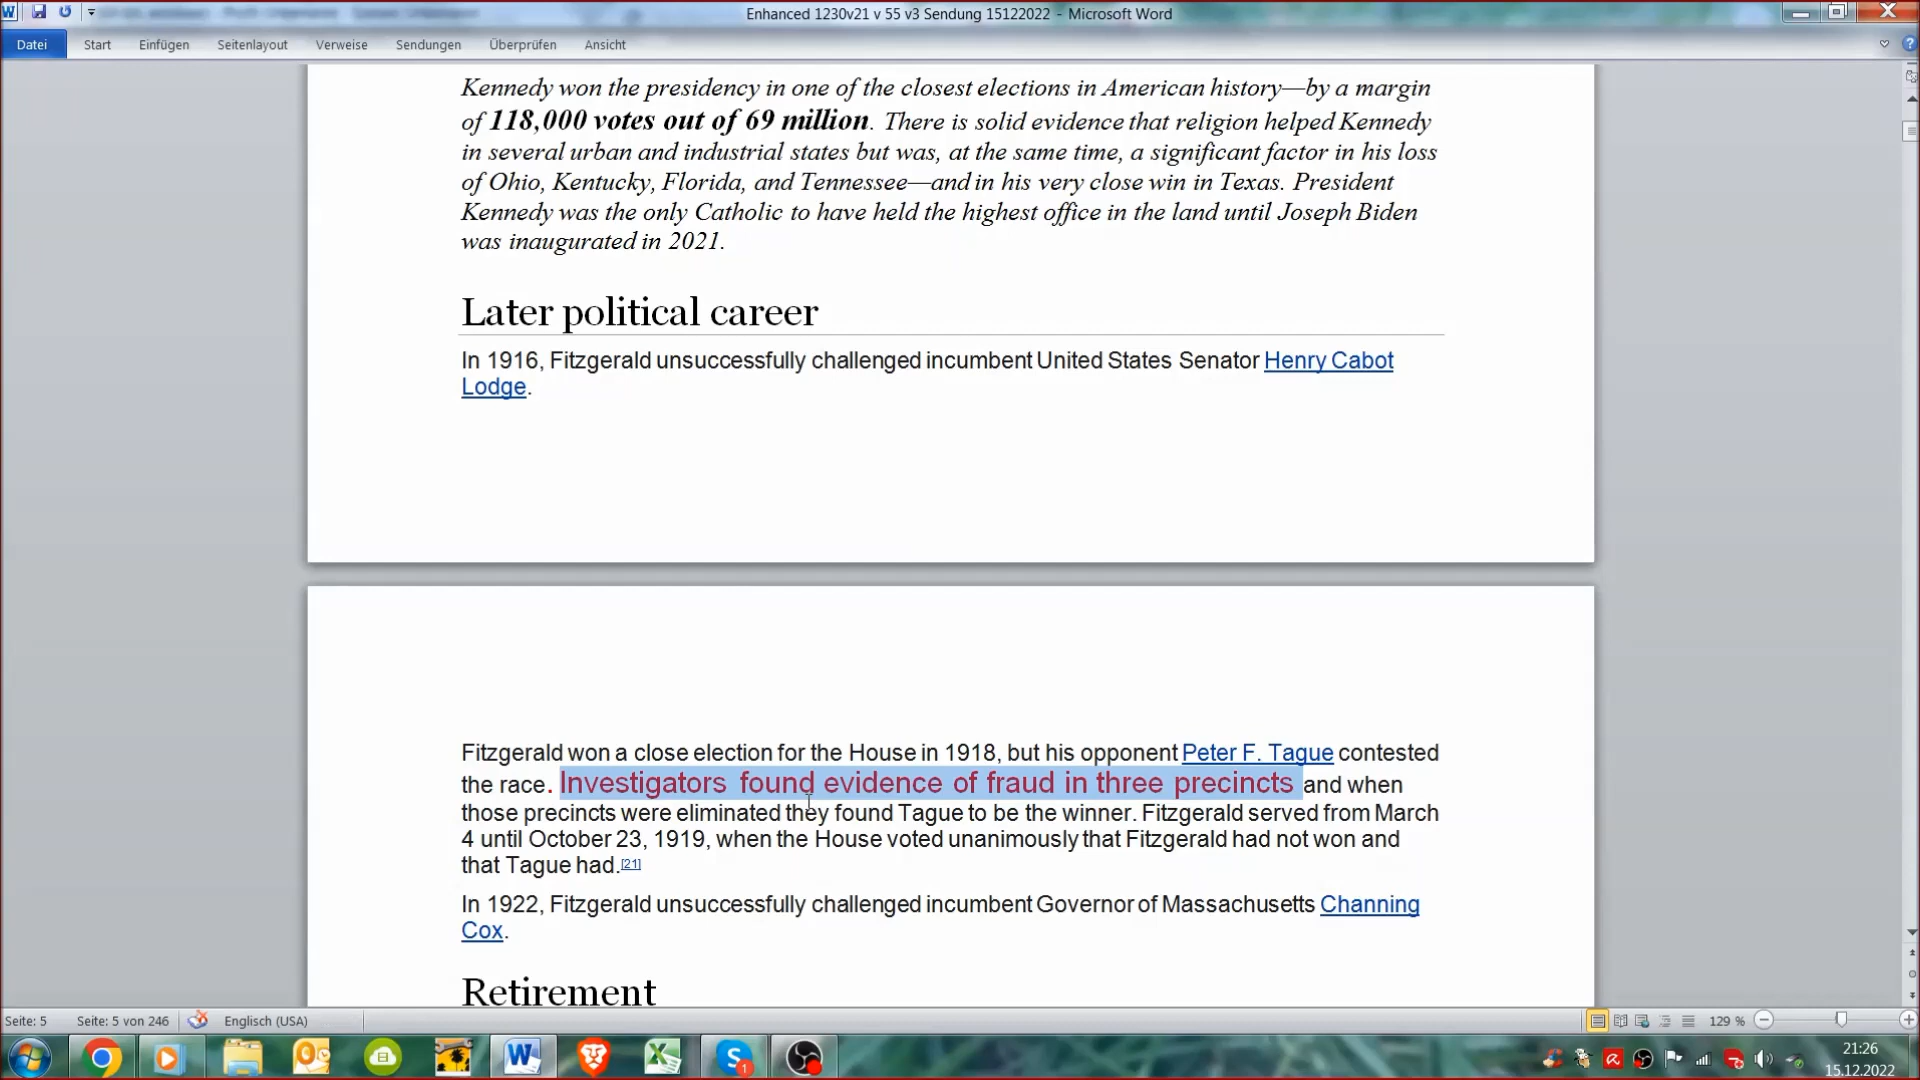 Enhanced 1230v21 v 55 v3 Sendung 15122022 - Microsoft Word
Datei Start Einfügen Seitenlayout Verweise Sendungen Überprüfen Ansicht
Kennedy won the presidency in one of the closest elections in American history—by a margin
of 118,000 votes out of 69 million. There is solid evidence that religion helped Kennedy
in several urban and industrial states but was, at the same time, a significant factor in his loss
of Ohio, Kentucky, Florida, and Tennessee—and in his very close win in Texas. President
Kennedy was the only Catholic to have held the highest office in the land until Joseph Biden
was inaugurated in 2021.
Later political career
In 1916, Fitzgerald unsuccessfully challenged incumbent United States Senator Henry Cabot
Lodge.
Fitzgerald won a close election for the House in 1918, but his opponent Peter F. Tague contested
the race. Investigators found evidence of fraud in three precincts and when
those precincts were eliminated they found Tague to be the winner. Fitzgerald served from March
4 until October 23, 1919, when the House voted unanimously that Fitzgerald had not won and
that Tague had.[21]
In 1922, Fitzgerald unsuccessfully challenged incumbent Governor of Massachusetts Channing
Cox.
Retirement
Seite: 5 Seite: 5 von 246 Englisch (USA) 129 %
21:26
15.12.2022